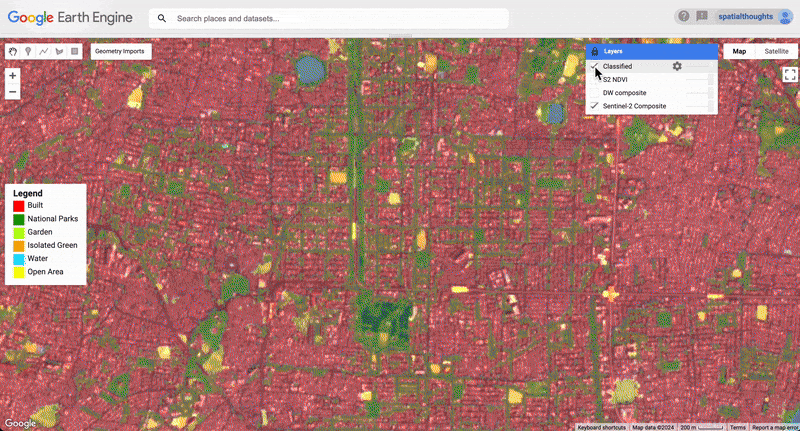 Google Earth Engine
Search places and datasets...
spatialthoughts
Geometry Imports
Layers
Classified
S2 NDVI
DW composite
Sentinel-2 Composite
Map
Satellite
+
−
Legend
Built
National Parks
Garden
Isolated Green
Water
Open Area
Google
Keyboard shortcuts
Map data ©2024
200 m
Terms
Report a map error